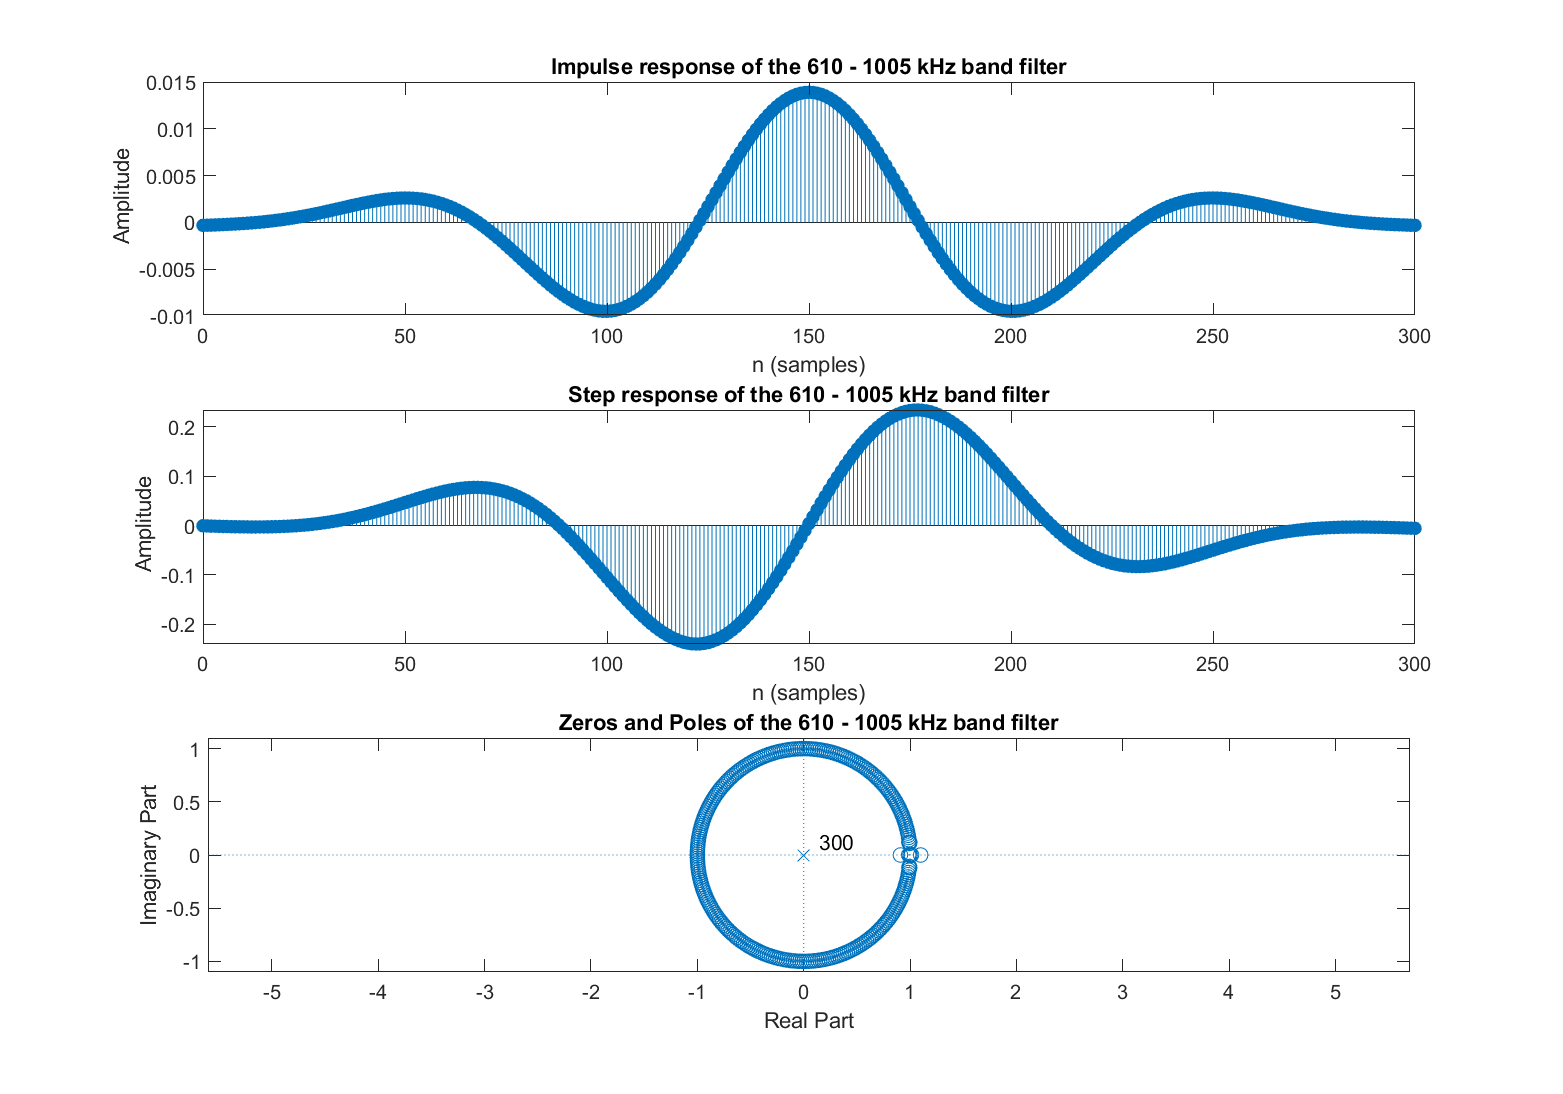 Impulse response of the 610 - 1005 kHz band filter
0.015
0.01
0.005
0
-0.005
-0.01
Amplitude
0 50 100 150 200 250 300
n (samples)
Step response of the 610 - 1005 kHz band filter
0.2
0.1
0
-0.1
-0.2
Amplitude
0 50 100 150 200 250 300
n (samples)
Zeros and Poles of the 610 - 1005 kHz band filter
1
0.5
0
-0.5
-1
Imaginary Part
300
-5 -4 -3 -2 -1 0 1 2 3 4 5
Real Part